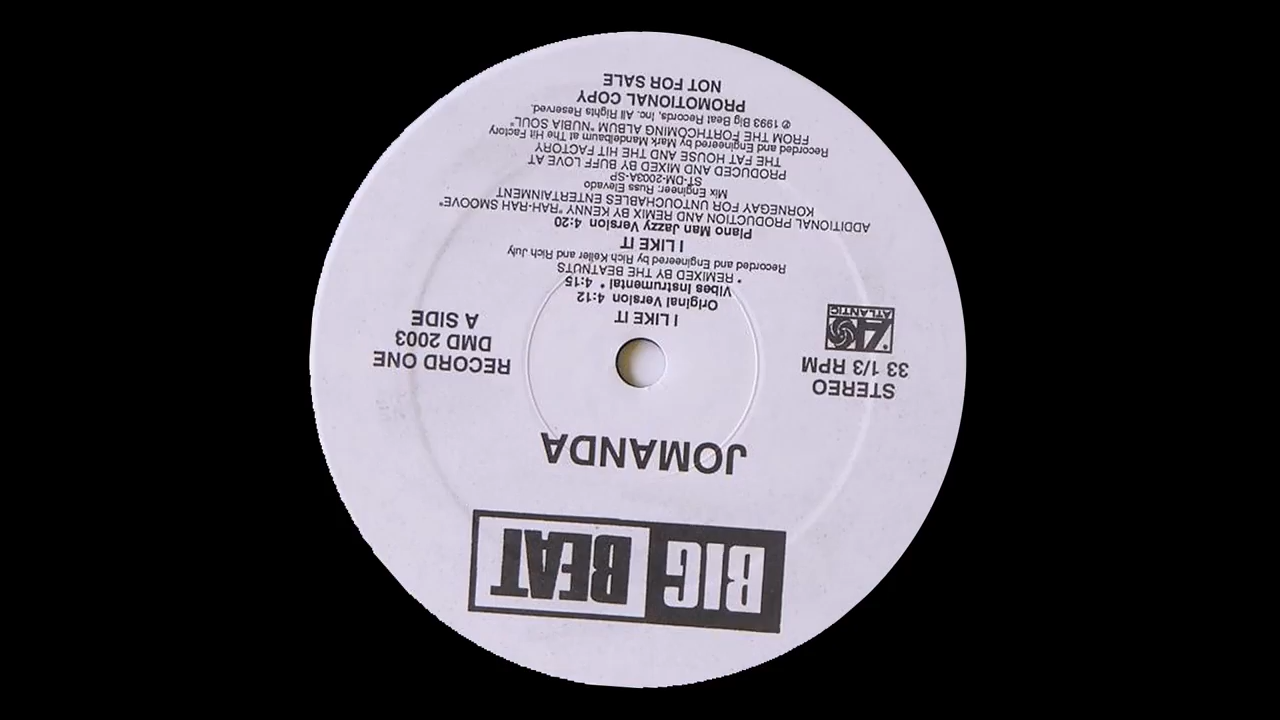 BIG BEAT
JOMANDA
STEREO
33 1/3 RPM
ATLANTIC
RECORD ONE
DMD 2003
A SIDE
I LIKE IT
Original Version 4:12
Vibes Instrumental * 4:15
* REMIXED BY THE BEATNUTS
Recorded and Engineered by Rich Keller and Rich July
I LIKE IT
Piano Man Jazzy Version 4:20
ADDITIONAL PRODUCTION AND REMIX BY KENNY "RAH-RAH SMOOVE"
KORNEGAY FOR UNTOUCHABLES ENTERTAINMENT
Mix Engineer: Russ Elevado
ST-DM-2003A-SP
PRODUCED AND MIXED BY BUFF LOVE AT
THE FAT HOUSE AND THE HIT FACTORY
Recorded and Engineered by Mark Mandelbaum at The Hit Factory
FROM THE FORTHCOMING ALBUM "NUBIA SOUL"
℗ 1993 Big Beat Records, Inc. All Rights Reserved.
PROMOTIONAL COPY
NOT FOR SALE